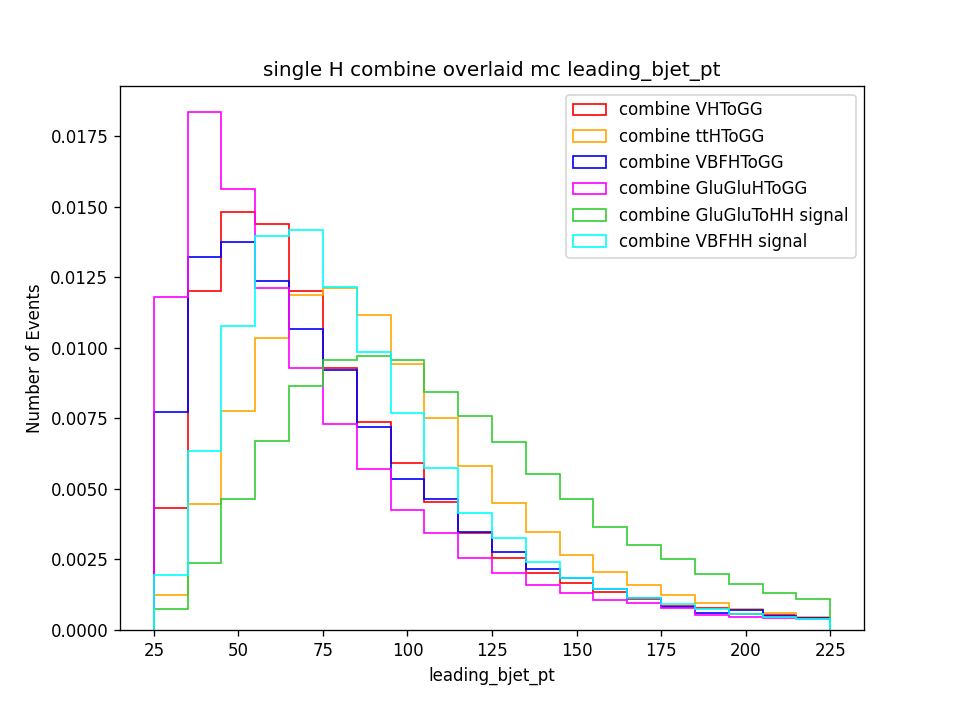 single H combine overlaid mc leading_bjet_pt
combine VHToGG
combine ttHToGG
combine VBFHToGG
combine GluGluHToGG
combine GluGluToHH signal
combine VBFHH signal
Number of Events
0.0175
0.0150
0.0125
0.0100
0.0075
0.0050
0.0025
0.0000
25 50 75 100 125 150 175 200 225
leading_bjet_pt